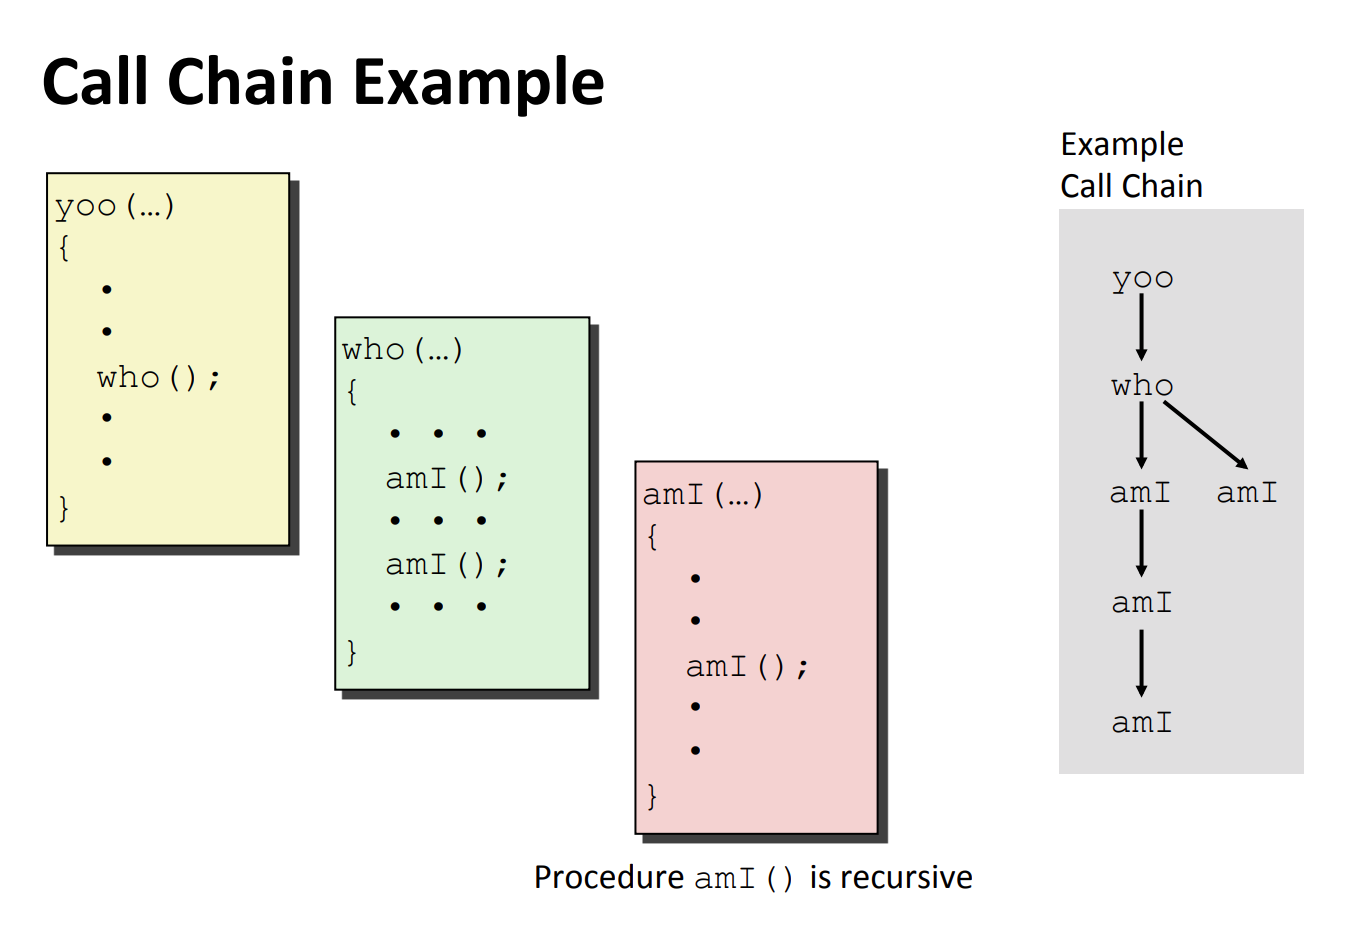 Call Chain Example
yoo(…)
{
•
•
who();
•
•
}
who(…)
{
• • •
amI();
• • •
amI();
• • •
}
amI(…)
{
•
•
amI();
•
•
}
Procedure amI() is recursive
Example
Call Chain
yoo
who
amI amI
amI
amI